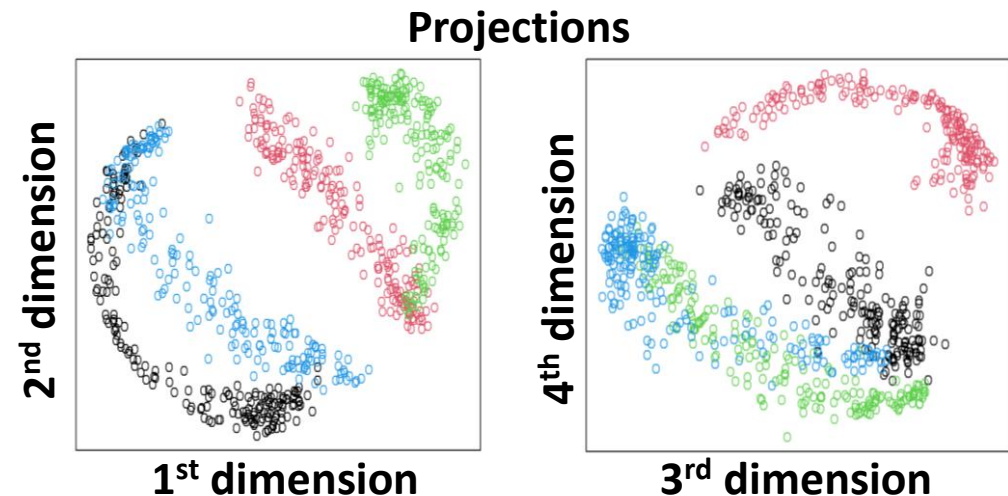 Projections
2nd dimension
1st dimension
4th dimension
3rd dimension